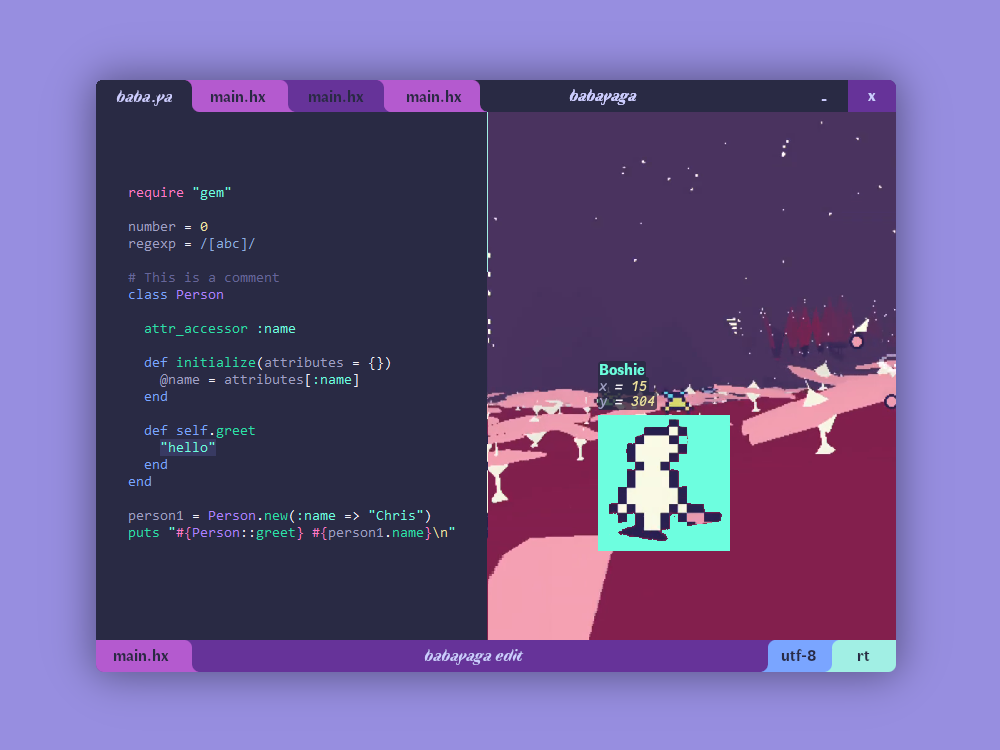 baba.ya
main.hx
main.hx
main.hx
babayaga
-
x
require "gem"
number = 0
regexp = /[abc]/
# This is a comment
class Person
attr_accessor :name
def initialize(attributes = {})
@name = attributes[:name]
end
def self.greet
"hello"
end
end
person1 = Person.new(:name => "Chris")
puts "#{Person::greet} #{person1.name}\n"
Boshie
x = 15
y = 304
main.hx
babayaga edit
utf-8
rt